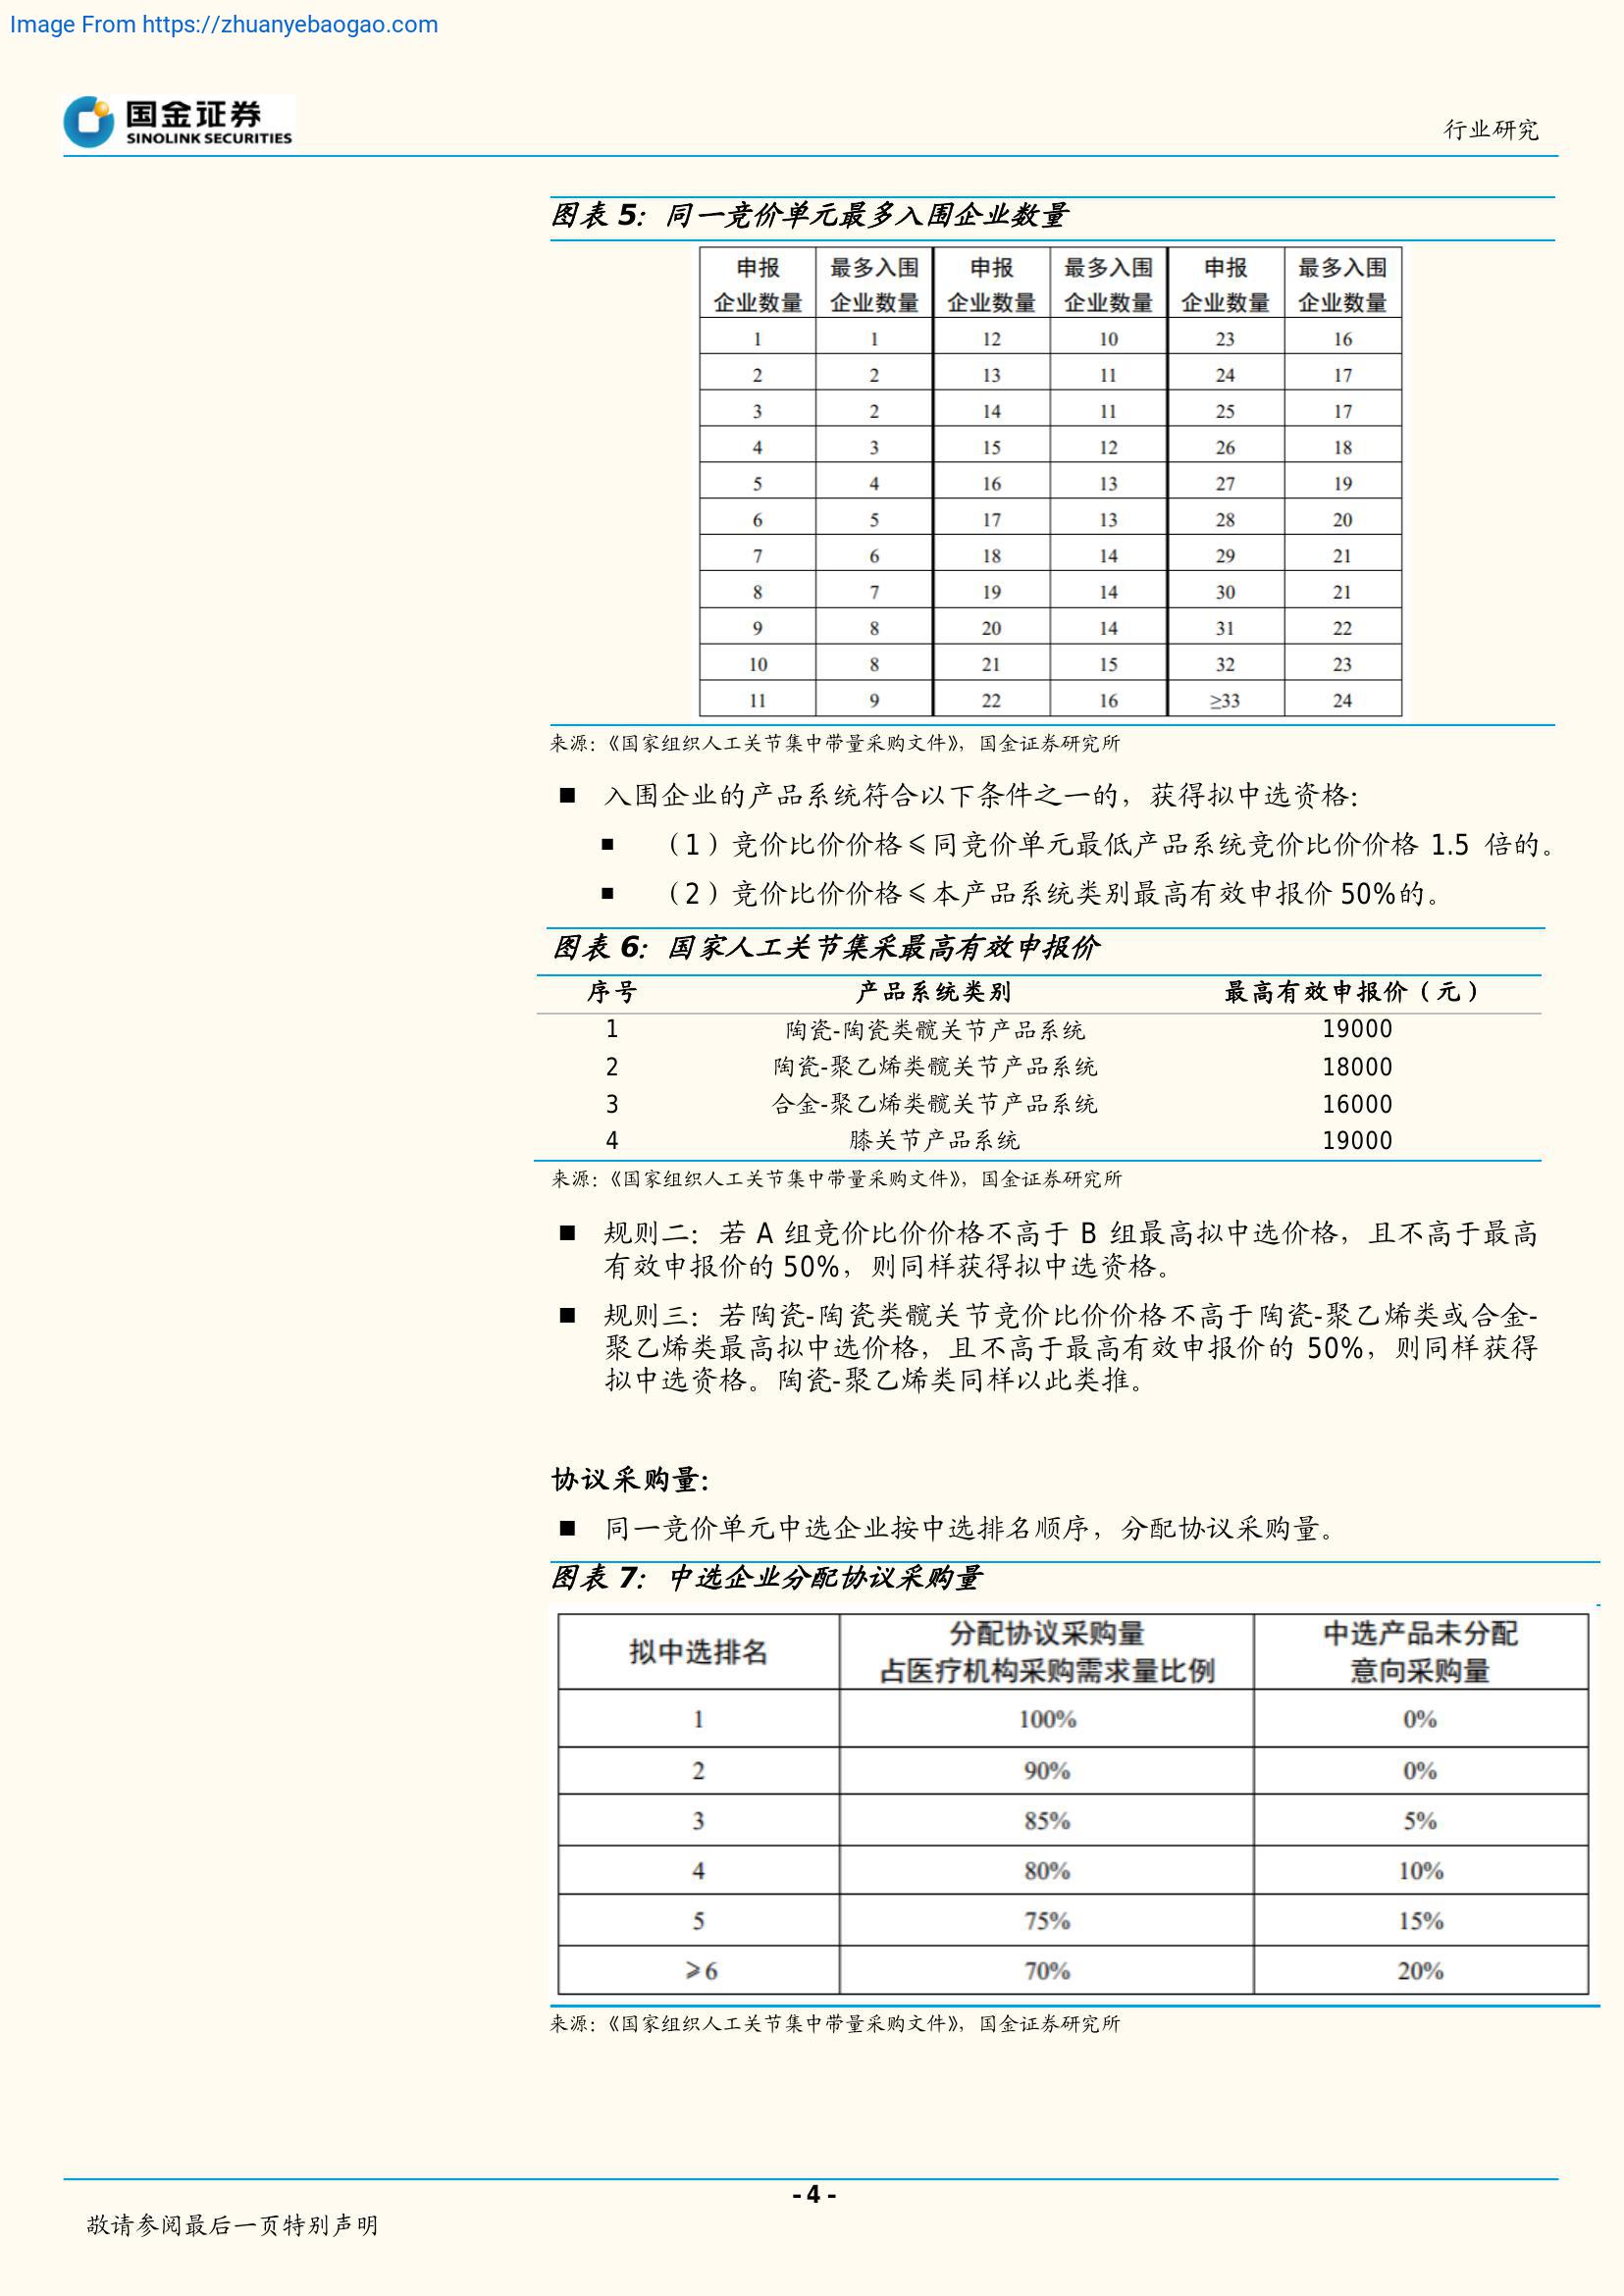 Image From https://zhuanyebaogao.com
国金证券
SINOLINK SECURITIES
行业研究
图表 5：同一竞价单元最多入围企业数量
申报 最多入围 申报 最多入围 申报 最多入围
企业数量 企业数量 企业数量 企业数量 企业数量 企业数量
1 1 12 10 23 16
2 2 13 11 24 17
3 2 14 11 25 17
4 3 15 12 26 18
5 4 16 13 27 19
6 5 17 13 28 20
7 6 18 14 29 21
8 7 19 14 30 21
9 8 20 14 31 22
10 8 21 15 32 23
11 9 22 16 ≥33 24
来源：《国家组织人工关节集中带量采购文件》，国金证券研究所
■ 入围企业的产品系统符合以下条件之一的，获得拟中选资格：
■ （1）竞价比价价格≤同竞价单元最低产品系统竞价比价价格 1.5 倍的。
■ （2）竞价比价价格≤本产品系统类别最高有效申报价 50%的。
图表 6：国家人工关节集采最高有效申报价
序号 产品系统类别 最高有效申报价（元）
1 陶瓷-陶瓷类髋关节产品系统 19000
2 陶瓷-聚乙烯类髋关节产品系统 18000
3 合金-聚乙烯类髋关节产品系统 16000
4 膝关节产品系统 19000
来源：《国家组织人工关节集中带量采购文件》，国金证券研究所
■ 规则二：若 A 组竞价比价价格不高于 B 组最高拟中选价格，且不高于最高
有效申报价的 50%，则同样获得拟中选资格。
■ 规则三：若陶瓷-陶瓷类髋关节竞价比价价格不高于陶瓷-聚乙烯类或合金-
聚乙烯类最高拟中选价格，且不高于最高有效申报价的 50%，则同样获得
拟中选资格。陶瓷-聚乙烯类同样以此类推。
协议采购量：
■ 同一竞价单元中选企业按中选排名顺序，分配协议采购量。
图表 7：中选企业分配协议采购量
拟中选排名 分配协议采购量 中选产品未分配
占医疗机构采购需求量比例 意向采购量
1 100% 0%
2 90% 0%
3 85% 5%
4 80% 10%
5 75% 15%
≥6 70% 20%
来源：《国家组织人工关节集中带量采购文件》，国金证券研究所
- 4 -
敬请参阅最后一页特别声明